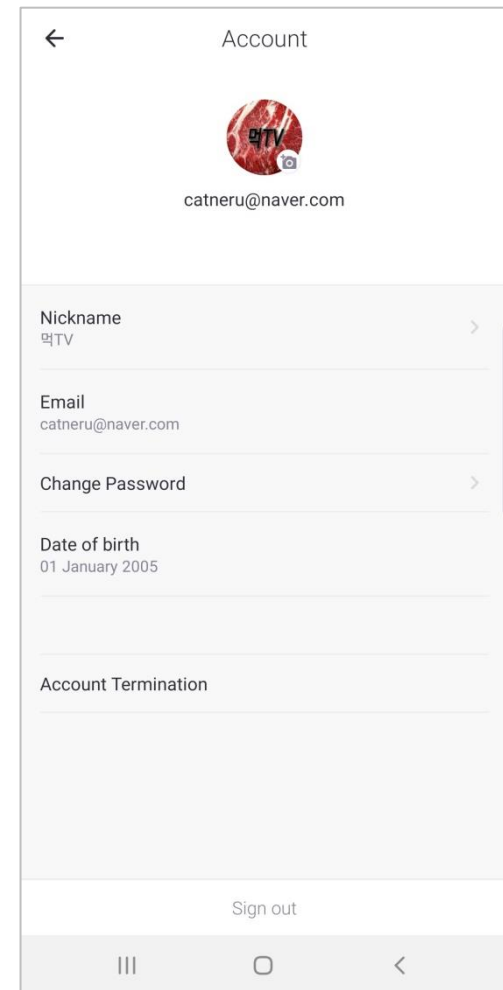 Account
먹TV
catneru@naver.com
Nickname
먹TV
Email
catneru@naver.com
Change Password
Date of birth
01 January 2005
Account Termination
Sign out